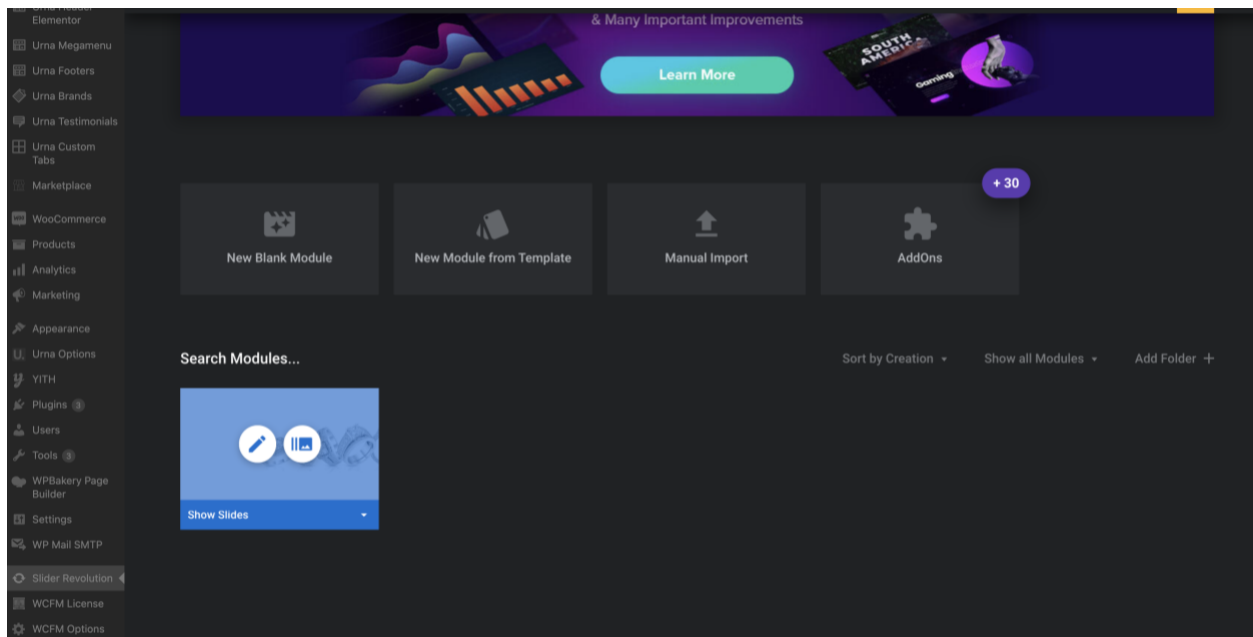 Urna Header
Elementor
Urna Megamenu
Urna Footers
Urna Brands
Urna Testimonials
Urna Custom
Tabs
Marketplace
WooCommerce
Products
Analytics
Marketing
Appearance
Urna Options
YITH
Plugins 3
Users
Tools 3
WPBakery Page
Builder
Settings
WP Mail SMTP
Slider Revolution
WCFM License
WCFM Options
& Many Important Improvements
Learn More
SOUTH
AMERICA
Gaming
+ 30
New Blank Module
New Module from Template
Manual Import
AddOns
Search Modules...
Sort by Creation
Show all Modules
Add Folder +
Show Slides